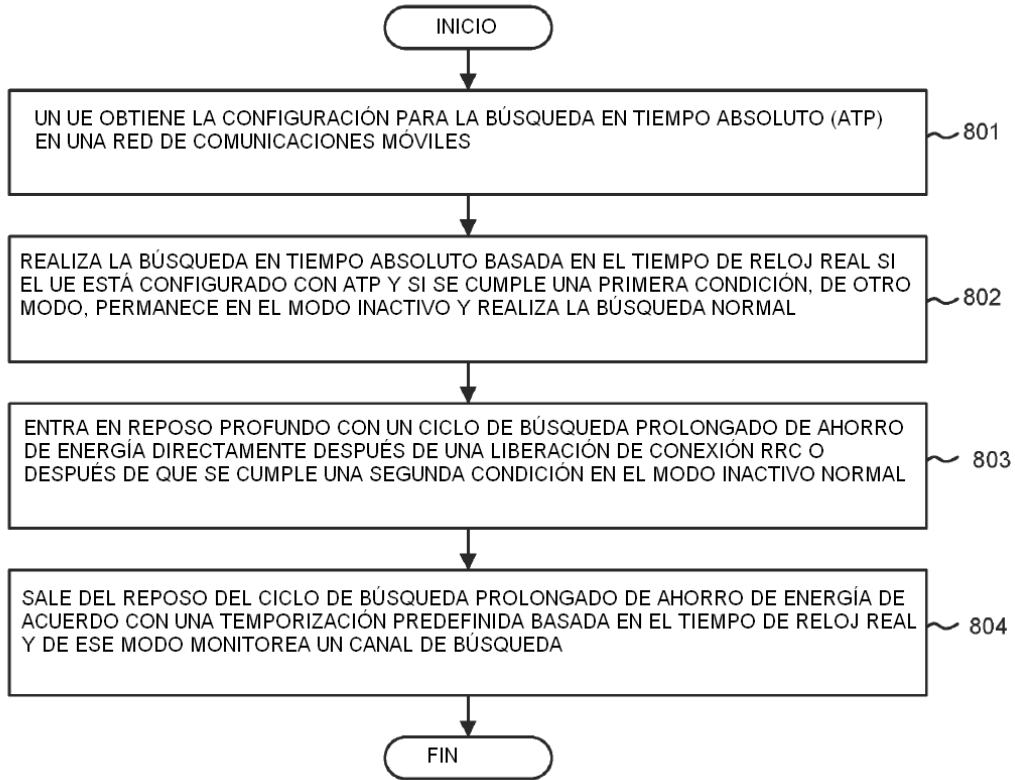 INICIO
UN UE OBTIENE LA CONFIGURACIÓN PARA LA BÚSQUEDA EN TIEMPO ABSOLUTO (ATP)
EN UNA RED DE COMUNICACIONES MÓVILES
801
REALIZA LA BÚSQUEDA EN TIEMPO ABSOLUTO BASADA EN EL TIEMPO DE RELOJ REAL SI
EL UE ESTÁ CONFIGURADO CON ATP Y SI SE CUMPLE UNA PRIMERA CONDICIÓN, DE OTRO
MODO, PERMANECE EN EL MODO INACTIVO Y REALIZA LA BÚSQUEDA NORMAL
802
ENTRA EN REPOSO PROFUNDO CON UN CICLO DE BÚSQUEDA PROLONGADO DE AHORRO
DE ENERGÍA DIRECTAMENTE DESPUÉS DE UNA LIBERACIÓN DE CONEXIÓN RRC O
DESPUÉS DE QUE SE CUMPLE UNA SEGUNDA CONDICIÓN EN EL MODO INACTIVO NORMAL
803
SALE DEL REPOSO DEL CICLO DE BÚSQUEDA PROLONGADO DE AHORRO DE ENERGÍA DE
ACUERDO CON UNA TEMPORIZACIÓN PREDEFINIDA BASADA EN EL TIEMPO DE RELOJ REAL
Y DE ESE MODO MONITOREA UN CANAL DE BÚSQUEDA
804
FIN